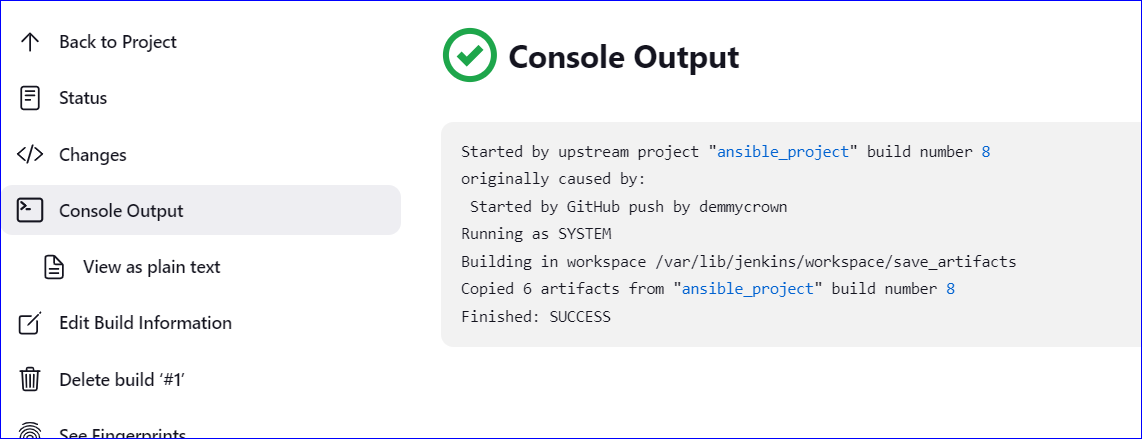 Back to Project
Status
Changes
Console Output
View as plain text
Edit Build Information
Delete build ‘#1’
See Fingerprints
Console Output
Started by upstream project "ansible_project" build number 8
originally caused by:
Started by GitHub push by demmycrown
Running as SYSTEM
Building in workspace /var/lib/jenkins/workspace/save_artifacts
Copied 6 artifacts from "ansible_project" build number 8
Finished: SUCCESS